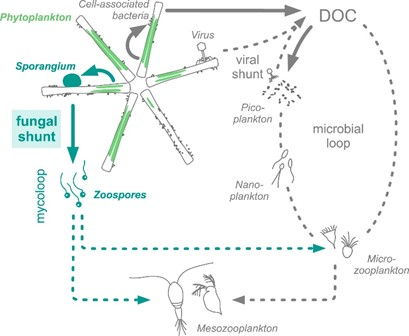 Cell-associated
bacteria
Phytoplankton
DOC
Virus
Sporangium
viral
shunt
fungal
shunt
Pico-
plankton
microbial
loop
mycoloop
Zoospores
Nano-
plankton
Micro-
zooplankton
Mesozooplankton